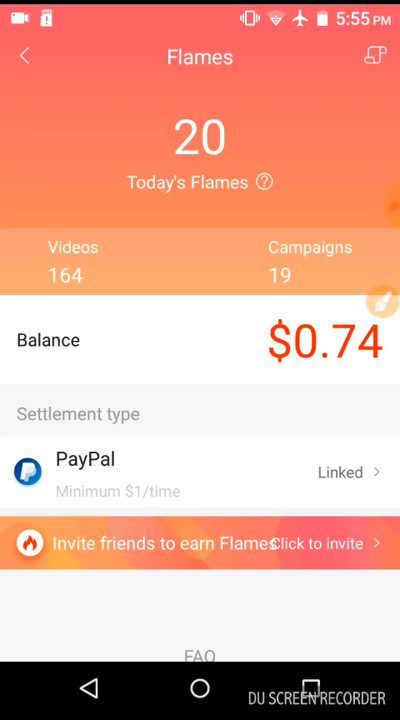 5:55 PM
Flames
20
Today's Flames ?
Videos Campaigns
164 19
Balance $0.74
Settlement type
PayPal Linked
Minimum $1/time
Invite friends to earn Flames Click to invite
FAQ
DU SCREEN RECORDER